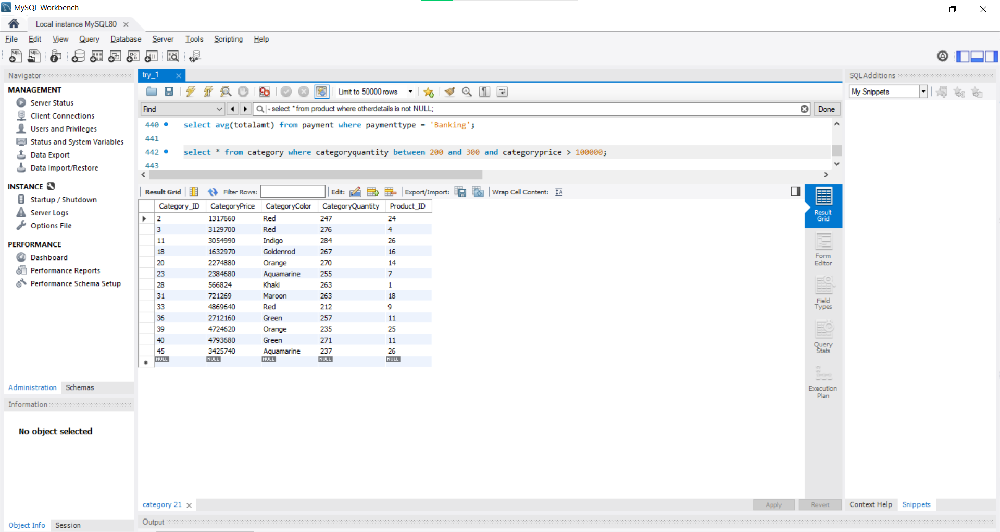 MySQL Workbench
Local instance MySQL80
File Edit View Query Database Server Tools Scripting Help
Navigator
MANAGEMENT
Server Status
Client Connections
Users and Privileges
Status and System Variables
Data Export
Data Import/Restore
INSTANCE
Startup / Shutdown
Server Logs
Options File
PERFORMANCE
Dashboard
Performance Reports
Performance Schema Setup
Administration Schemas
Information
No object selected
Object Info Session
try_1
Limit to 50000 rows
Find select * from product where otherdetails is not NULL; Done
440 select avg(totalamt) from payment where paymenttype = 'Banking';
441
442 select * from category where categoryquantity between 200 and 300 and categoryprice > 100000;
443
Result Grid Filter Rows: Edit: Export/Import: Wrap Cell Content:
Category_ID CategoryPrice CategoryColor CategoryQuantity Product_ID
2 1317660 Red 247 24
3 3129700 Red 276 4
11 3054990 Indigo 284 26
18 1632970 Goldenrod 267 16
20 2274880 Orange 270 14
23 2384680 Aquamarine 255 7
28 566824 Khaki 263 1
31 721269 Maroon 263 18
33 4869640 Red 212 9
36 2712160 Green 257 11
39 4724620 Orange 235 25
40 4793680 Green 271 11
45 3425740 Aquamarine 237 26
NULL NULL NULL NULL NULL
Result
Grid
Form
Editor
Field
Types
Query
Stats
Execution
Plan
category 21 Apply Revert
Output
SQLAdditions
My Snippets
Context Help Snippets